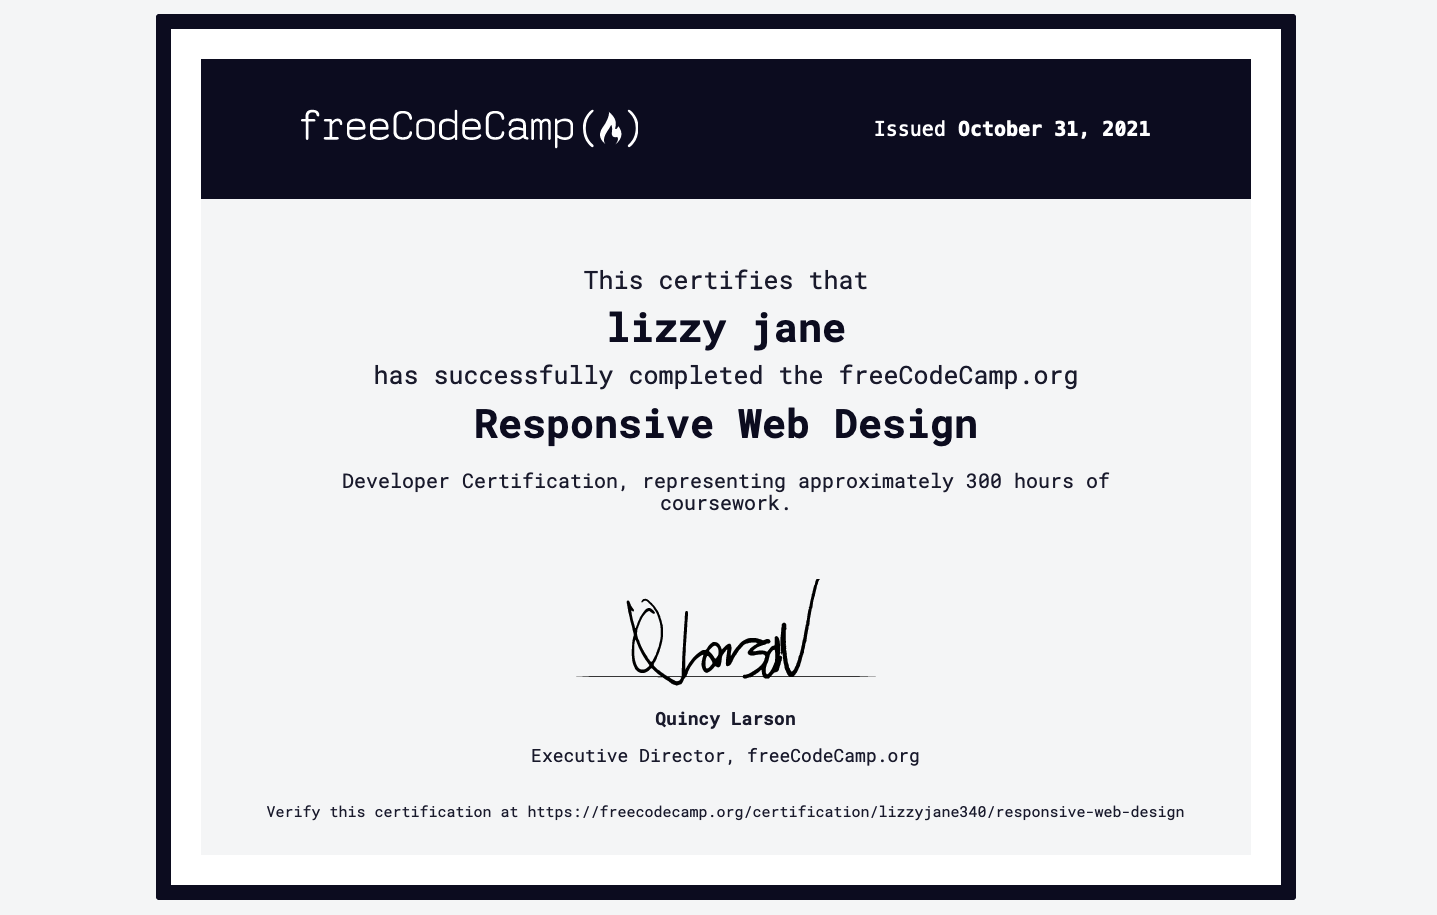 freeCodeCamp(🔥)
Issued October 31, 2021
This certifies that
lizzy jane
has successfully completed the freeCodeCamp.org
Responsive Web Design
Developer Certification, representing approximately 300 hours of
coursework.
Q Larson
Quincy Larson
Executive Director, freeCodeCamp.org
Verify this certification at https://freecodecamp.org/certification/lizzyjane340/responsive-web-design